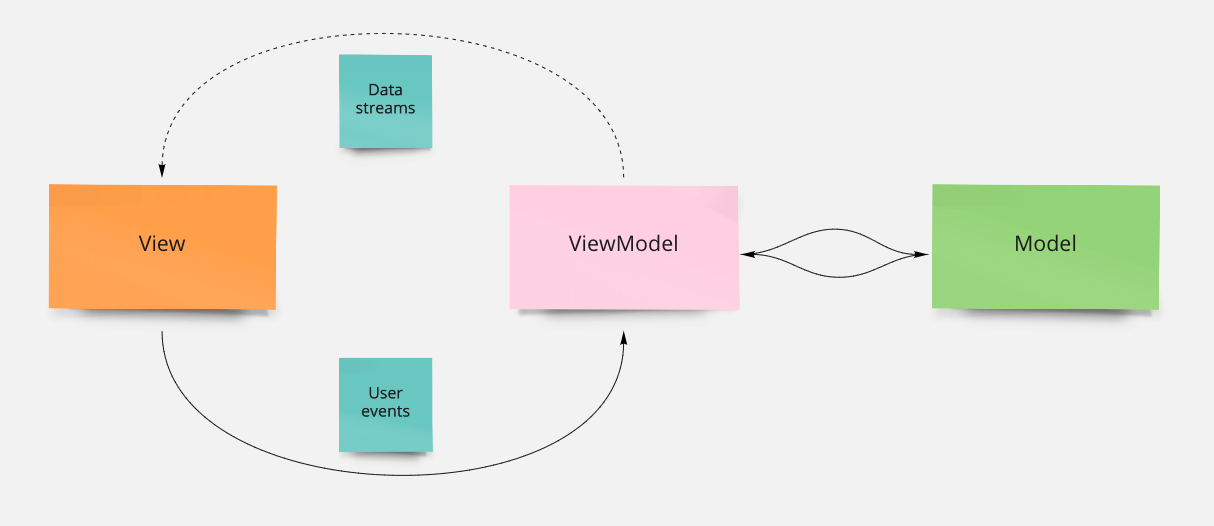 Data
streams
View
ViewModel
Model
User
events